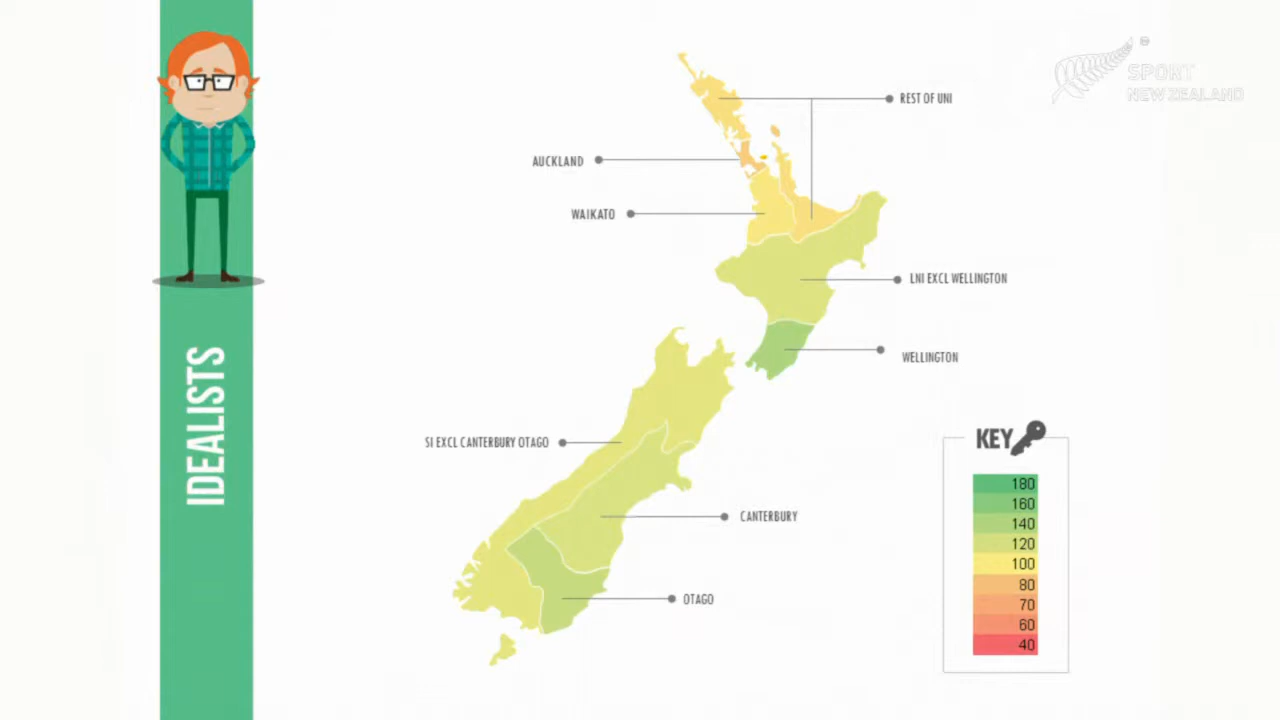 IDEALISTS
SPORT
NEW ZEALAND
REST OF UNI
AUCKLAND
WAIKATO
LNI EXCL WELLINGTON
WELLINGTON
SI EXCL CANTERBURY OTAGO
CANTERBURY
OTAGO
KEY
180
160
140
120
100
80
70
60
40